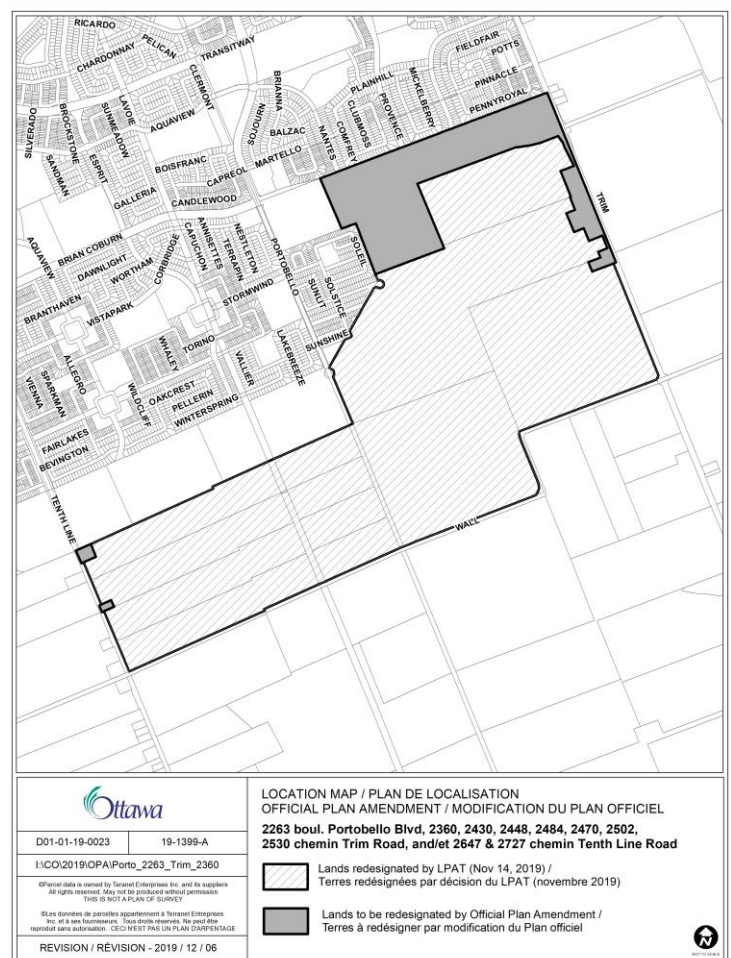 RICARDO
CHARDONNAY
PELICAN
TRANSITWAY
CLERMONT
FIELDFAIR
POTTS
PLAINHILL
MICKELBERRY
PINNACLE
PENNYROYAL
SILVERADO
BROCKSTONE
SUNMEADOW
LAVOIE
AQUAVIEW
SOJOURN
BRIANNA
BALZAC
NANTES
COMFREY
CLUBMOSS
PROVENCE
SANDMAN
ESPRIT
BOISFRANC
CAPREOL
MARTELLO
GALLERIA
CANDLEWOOD
TRIM
AQUAVIEW
BRIAN COBURN
DAWNLIGHT
WORTHAM
CORBRIDGE
CAPUCHON
ANNISETTES
TERRAPIN
NESTLETON
PORTOBELLO
SOLEIL
BRANTHAVEN
VISTAPARK
STORMWIND
SUNLIT
SOLSTICE
VIENNA
SPARKMAN
ALLEGRO
WHALEY
TORINO
VALLIER
LAKEBREEZE
SUNSHINE
WILDCLIFF
OAKCREST
PELLERIN
WINTERSPRING
FAIRLAKES
BEVINGTON
TENTH LINE
WALL
Ottawa
D01-01-19-0023
19-1399-A
I:\CO\2019\OPA\Porto_2263_Trim_2360
©Parcel data is owned by Teranet Enterprises Inc. and its suppliers
All rights reserved. May not be produced without permission
THIS IS NOT A PLAN OF SURVEY
©Les données de parcelles appartiennent à Terranet Entreprises
Inc. et à ses fournisseurs. Tous droits réservés. Ne peut être
reproduit sans autorisation. CECI N'EST PAS UN PLAN D'ARPENTAGE
REVISION / RÉVISION - 2019 / 12 / 06
LOCATION MAP / PLAN DE LOCALISATION
OFFICIAL PLAN AMENDMENT / MODIFICATION DU PLAN OFFICIEL
2263 boul. Portobello Blvd, 2360, 2430, 2448, 2484, 2470, 2502,
2530 chemin Trim Road, and/et 2647 & 2727 chemin Tenth Line Road
Lands redesignated by LPAT (Nov 14, 2019) /
Terres redésignées par décision du LPAT (novembre 2019)
Lands to be redesignated by Official Plan Amendment /
Terres à redésigner par modification du Plan officiel
NOT TO SCALE